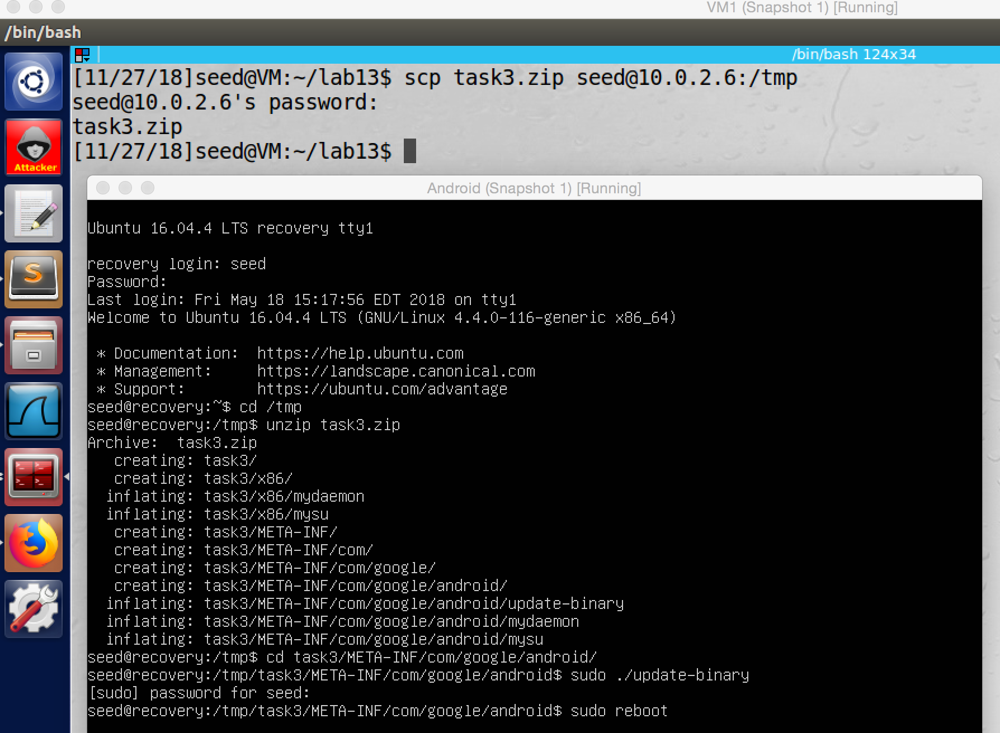 VM1 (Snapshot 1) [Running]
/bin/bash
/bin/bash 124x34
[11/27/18]seed@VM:~/lab13$ scp task3.zip seed@10.0.2.6:/tmp
seed@10.0.2.6's password:
task3.zip
[11/27/18]seed@VM:~/lab13$
Attacker
Android (Snapshot 1) [Running]
Ubuntu 16.04.4 LTS recovery tty1
recovery login: seed
Password:
Last login: Fri May 18 15:17:56 EDT 2018 on tty1
Welcome to Ubuntu 16.04.4 LTS (GNU/Linux 4.4.0-116-generic x86_64)
* Documentation:  https://help.ubuntu.com
* Management:     https://landscape.canonical.com
* Support:        https://ubuntu.com/advantage
seed@recovery:~$ cd /tmp
seed@recovery:/tmp$ unzip task3.zip
Archive:  task3.zip
creating: task3/
creating: task3/x86/
inflating: task3/x86/mydaemon
inflating: task3/x86/mysu
creating: task3/META-INF/
creating: task3/META-INF/com/
creating: task3/META-INF/com/google/
creating: task3/META-INF/com/google/android/
inflating: task3/META-INF/com/google/android/update-binary
inflating: task3/META-INF/com/google/android/mydaemon
inflating: task3/META-INF/com/google/android/mysu
seed@recovery:/tmp$ cd task3/META-INF/com/google/android/
seed@recovery:/tmp/task3/META-INF/com/google/android$ sudo ./update-binary
[sudo] password for seed:
seed@recovery:/tmp/task3/META-INF/com/google/android$ sudo reboot